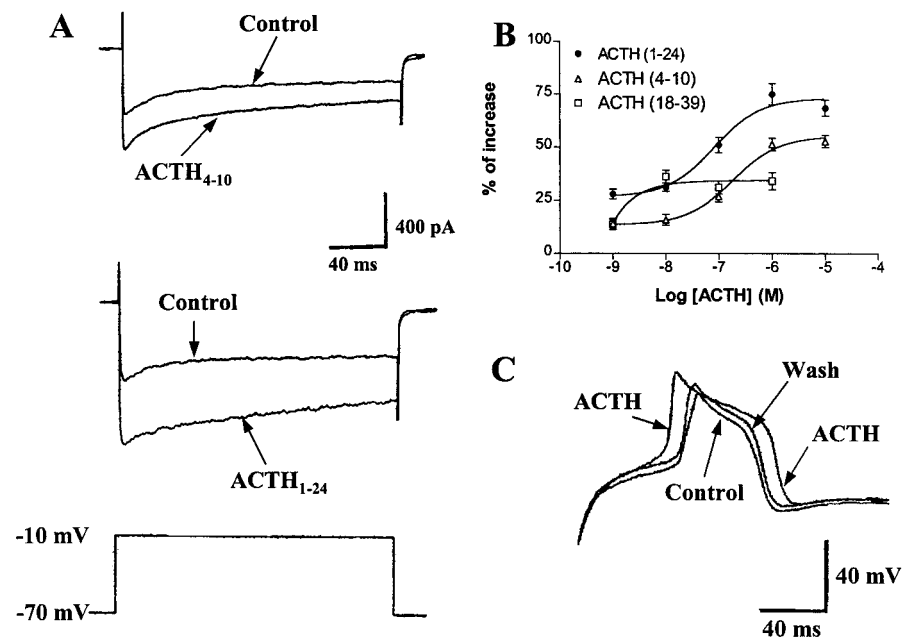 A
Control
ACTH4-10
400 pA
40 ms
Control
ACTH1-24
-10 mV
-70 mV
B
100
75
50
25
0
% of increase
ACTH (1-24)
ACTH (4-10)
ACTH (18-39)
-10 -9 -8 -7 -6 -5 -4
Log [ACTH] (M)
C
Wash
ACTH
ACTH
Control
40 mV
40 ms